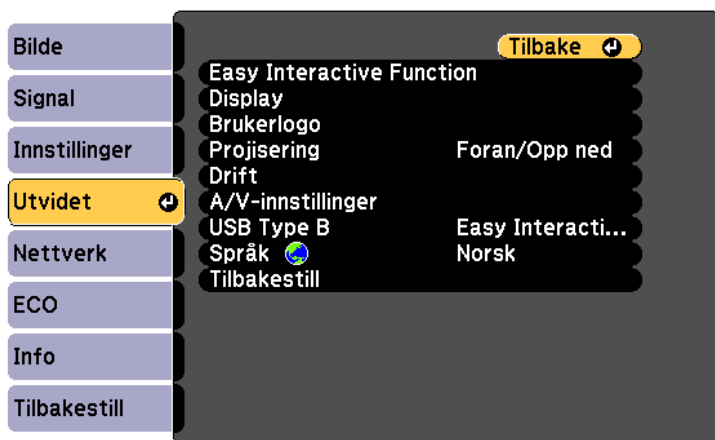 Bilde
Signal
Innstillinger
Utvidet
Nettverk
ECO
Info
Tilbakestill
Tilbake
Easy Interactive Function
Display
Brukerlogo
Projisering Foran/Opp ned
Drift
A/V-innstillinger
USB Type B Easy Interacti...
Språk Norsk
Tilbakestill